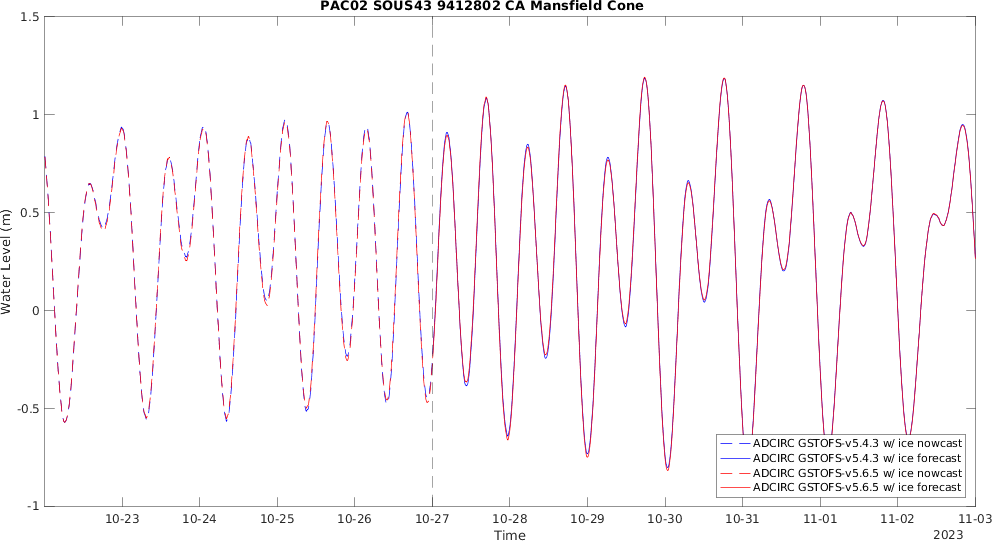 PAC02 SOUS43 9412802 CA Mansfield Cone
1.5
1
0.5
0
-0.5
-1
Water Level (m)
ADCIRC GSTOFS-v5.4.3 w/ ice nowcast
ADCIRC GSTOFS-v5.4.3 w/ ice forecast
ADCIRC GSTOFS-v5.6.5 w/ ice nowcast
ADCIRC GSTOFS-v5.6.5 w/ ice forecast
10-23 10-24 10-25 10-26 10-27 10-28 10-29 10-30 10-31 11-01 11-02 11-03
Time
2023